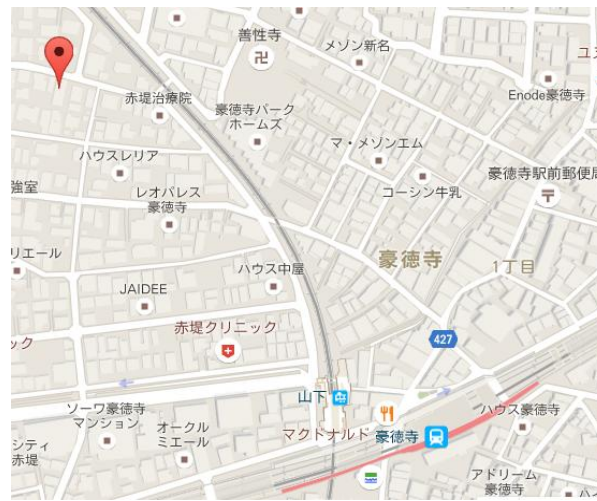 善性寺
メゾン新名
ユヌ
Enode豪徳寺
赤堤治療院
豪徳寺パーク
ホームズ
マ・メゾンエム
ハウスレリア
強室
レオパレス
豪徳寺
コーシン牛乳
豪徳寺駅前郵便局
リエール
豪徳寺
1丁目
JAIDEE
ハウス中屋
赤堤クリニック
ック
427
山下
ソーワ豪徳寺
マンション
オークル
ミエール
マクドナルド
豪徳寺
ハウス豪徳寺
シティ
赤堤
アドリーム
豪徳寺
ハ